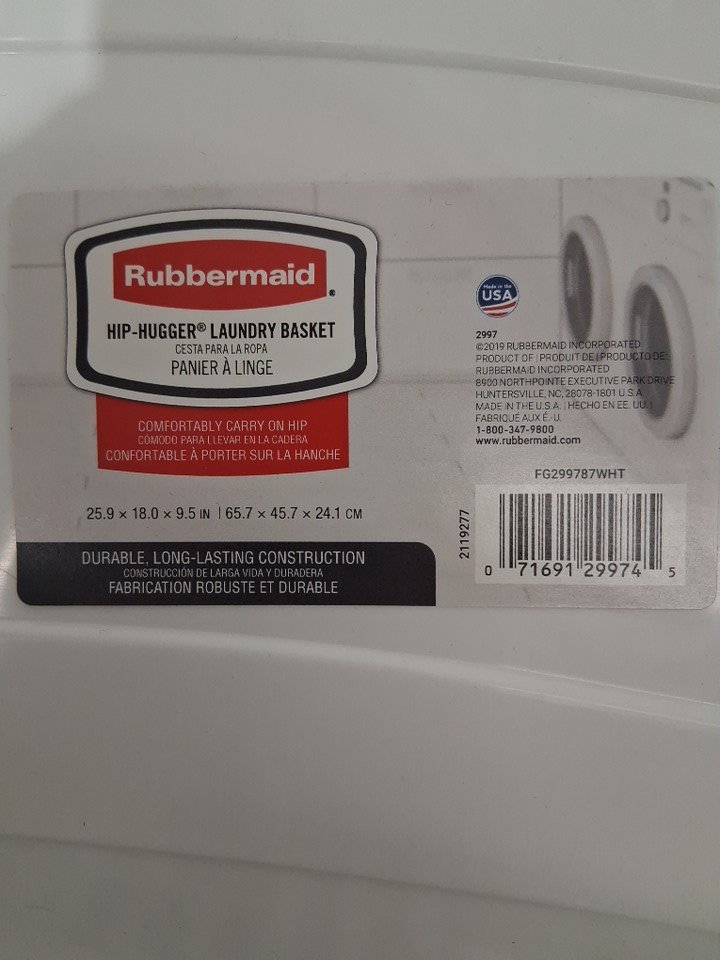 Rubbermaid®
HIP-HUGGER® LAUNDRY BASKET
CESTA PARA LA ROPA
PANIER À LINGE
COMFORTABLY CARRY ON HIP
CÓMODO PARA LLEVAR EN LA CADERA
CONFORTABLE À PORTER SUR LA HANCHE
25.9 × 18.0 × 9.5 IN | 65.7 × 45.7 × 24.1 CM
DURABLE, LONG-LASTING CONSTRUCTION
CONSTRUCCIÓN DE LARGA VIDA Y DURADERA
FABRICATION ROBUSTE ET DURABLE
Made in the
USA
2997
©2019 RUBBERMAID INCORPORATED
PRODUCT OF | PRODUIT DE | PRODUCTO DE:
RUBBERMAID INCORPORATED
8900 NORTHPOINTE EXECUTIVE PARK DRIVE
HUNTERSVILLE, NC, 28078-1801 U.S.A
MADE IN THE U.S.A. | HECHO EN EE. UU. |
FABRIQUÉ AUX É.-U.
1-800-347-9800
www.rubbermaid.com
FG299787WHT
2119277
0 71691 29974 5